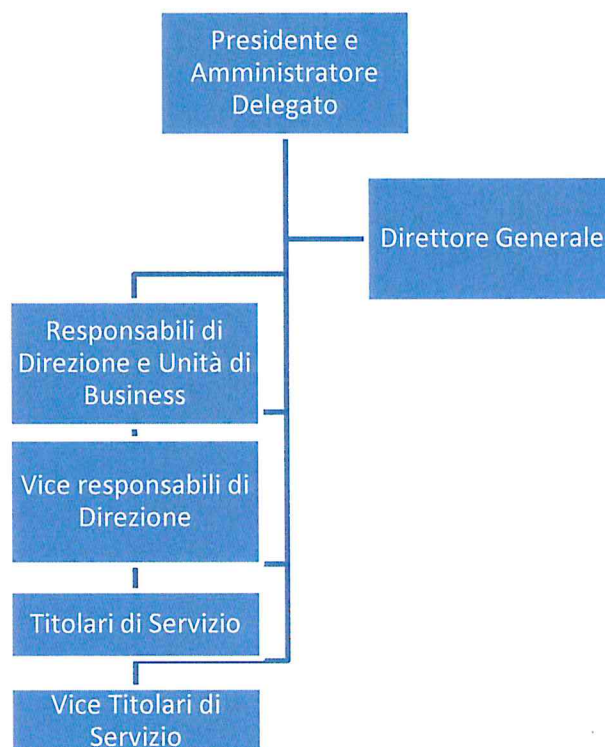 Presidente e
Amministratore
Delegato
Direttore Generale
Responsabili di
Direzione e Unità di
Business
Vice responsabili di
Direzione
Titolari di Servizio
Vice Titolari di
Servizio